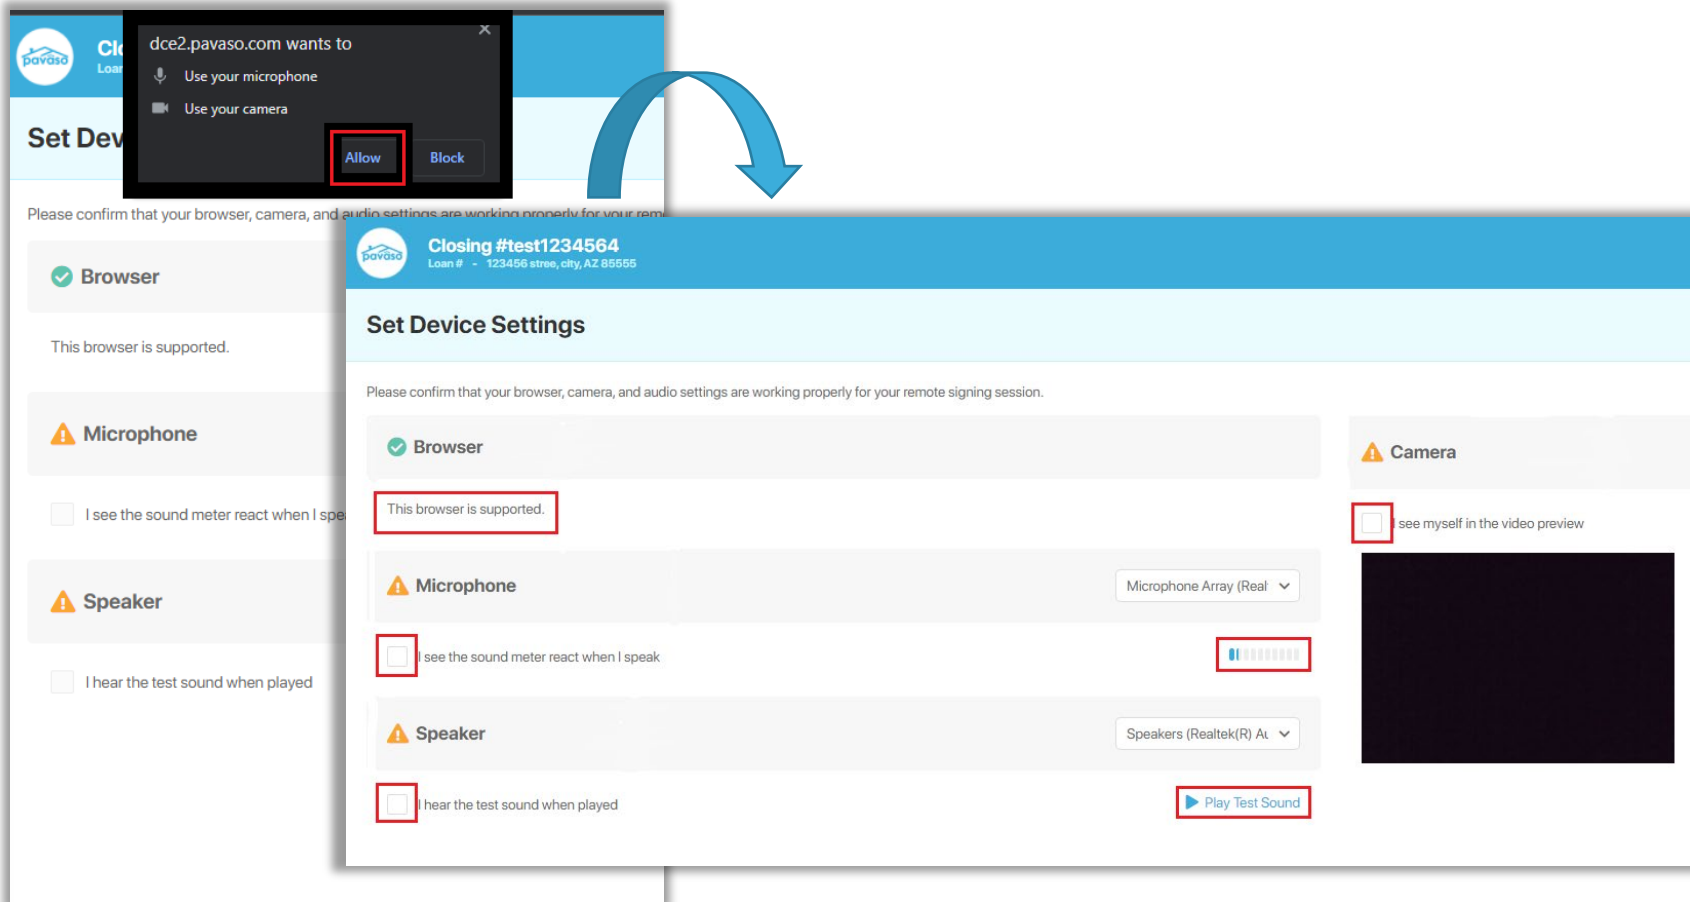 pavaso
Clo
Loan
dce2.pavaso.com wants to
Use your microphone
Use your camera
Allow
Block
Set Dev
Please confirm that your browser, camera, and audio settings are working properly for your rem
Browser
This browser is supported.
Microphone
I see the sound meter react when I spe
Speaker
I hear the test sound when played
pavaso
Closing #test1234564
Loan # - 123456 stree, city, AZ 85555
Set Device Settings
Please confirm that your browser, camera, and audio settings are working properly for your remote signing session.
Browser
This browser is supported.
Microphone
Microphone Array (Real
I see the sound meter react when I speak
Speaker
Speakers (Realtek(R) Au
I hear the test sound when played
Play Test Sound
Camera
I see myself in the video preview